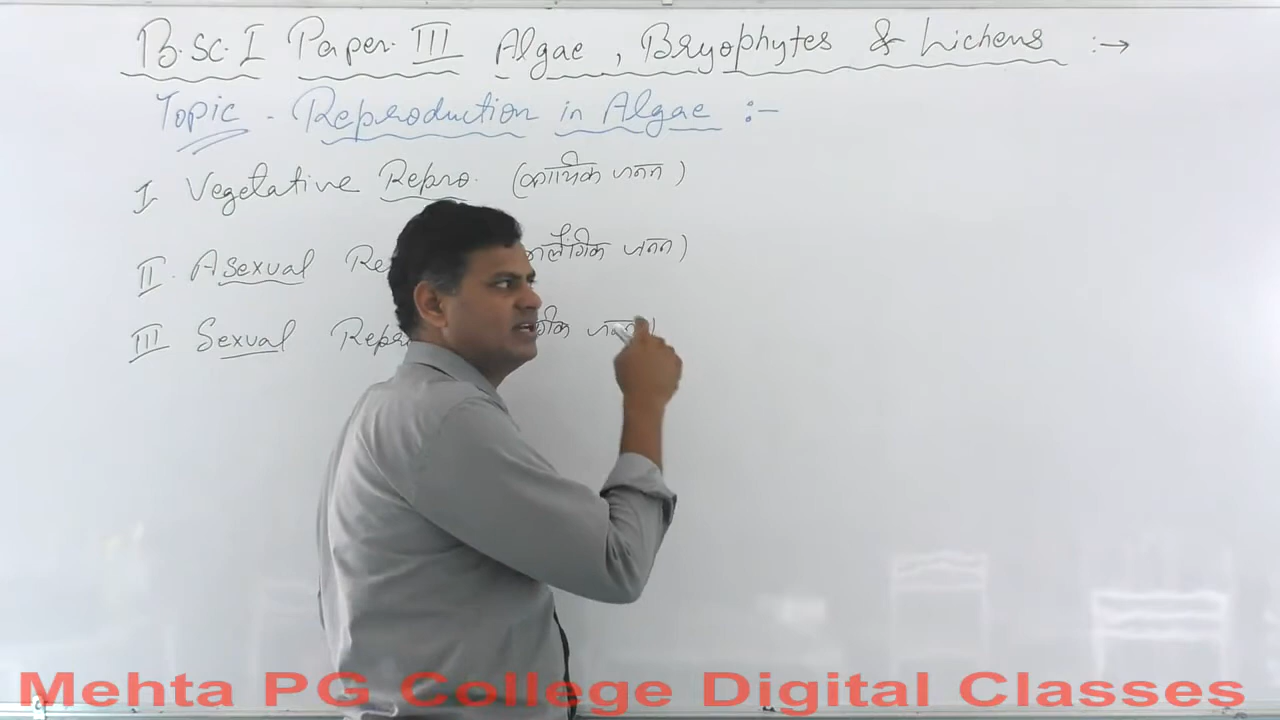 B.Sc. I Paper. III Algae, Bryophytes & Lichens :→
Topic - Reproduction in Algae :-
I Vegetative Repro. (कायिक जनन)
II. Asexual जनन)
III Sexual Repr जनन)
Mehta PG College Digital Classes